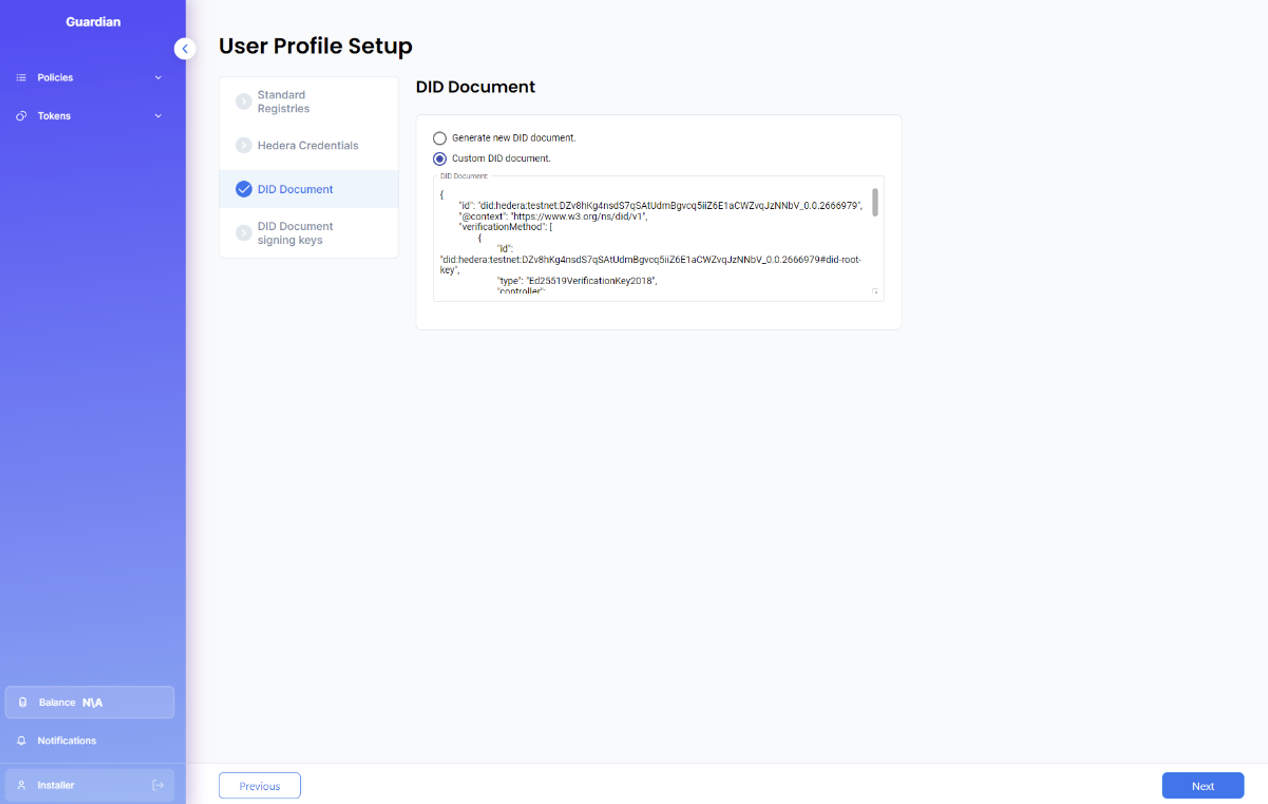 Guardian
Policies
Tokens
Balance N\A
Notifications
Installer
User Profile Setup
Standard
Registries
Hedera Credentials
DID Document
DID Document
signing keys
DID Document
Generate new DID document.
Custom DID document.
DID Document:
{
"id": "did:hedera:testnet:DZv8hKg4nsdS7qSAtUdmBgvcq5iiZ6E1aCWZvqJzNNbV_0.0.2666979",
"@context": "https://www.w3.org/ns/did/v1",
"verificationMethod": [
{
"id":
"did:hedera:testnet:DZv8hKg4nsdS7qSAtUdmBgvcq5iiZ6E1aCWZvqJzNNbV_0.0.2666979#did-root-
key",
"type": "Ed25519VerificationKey2018",
"controller":
Previous
Next